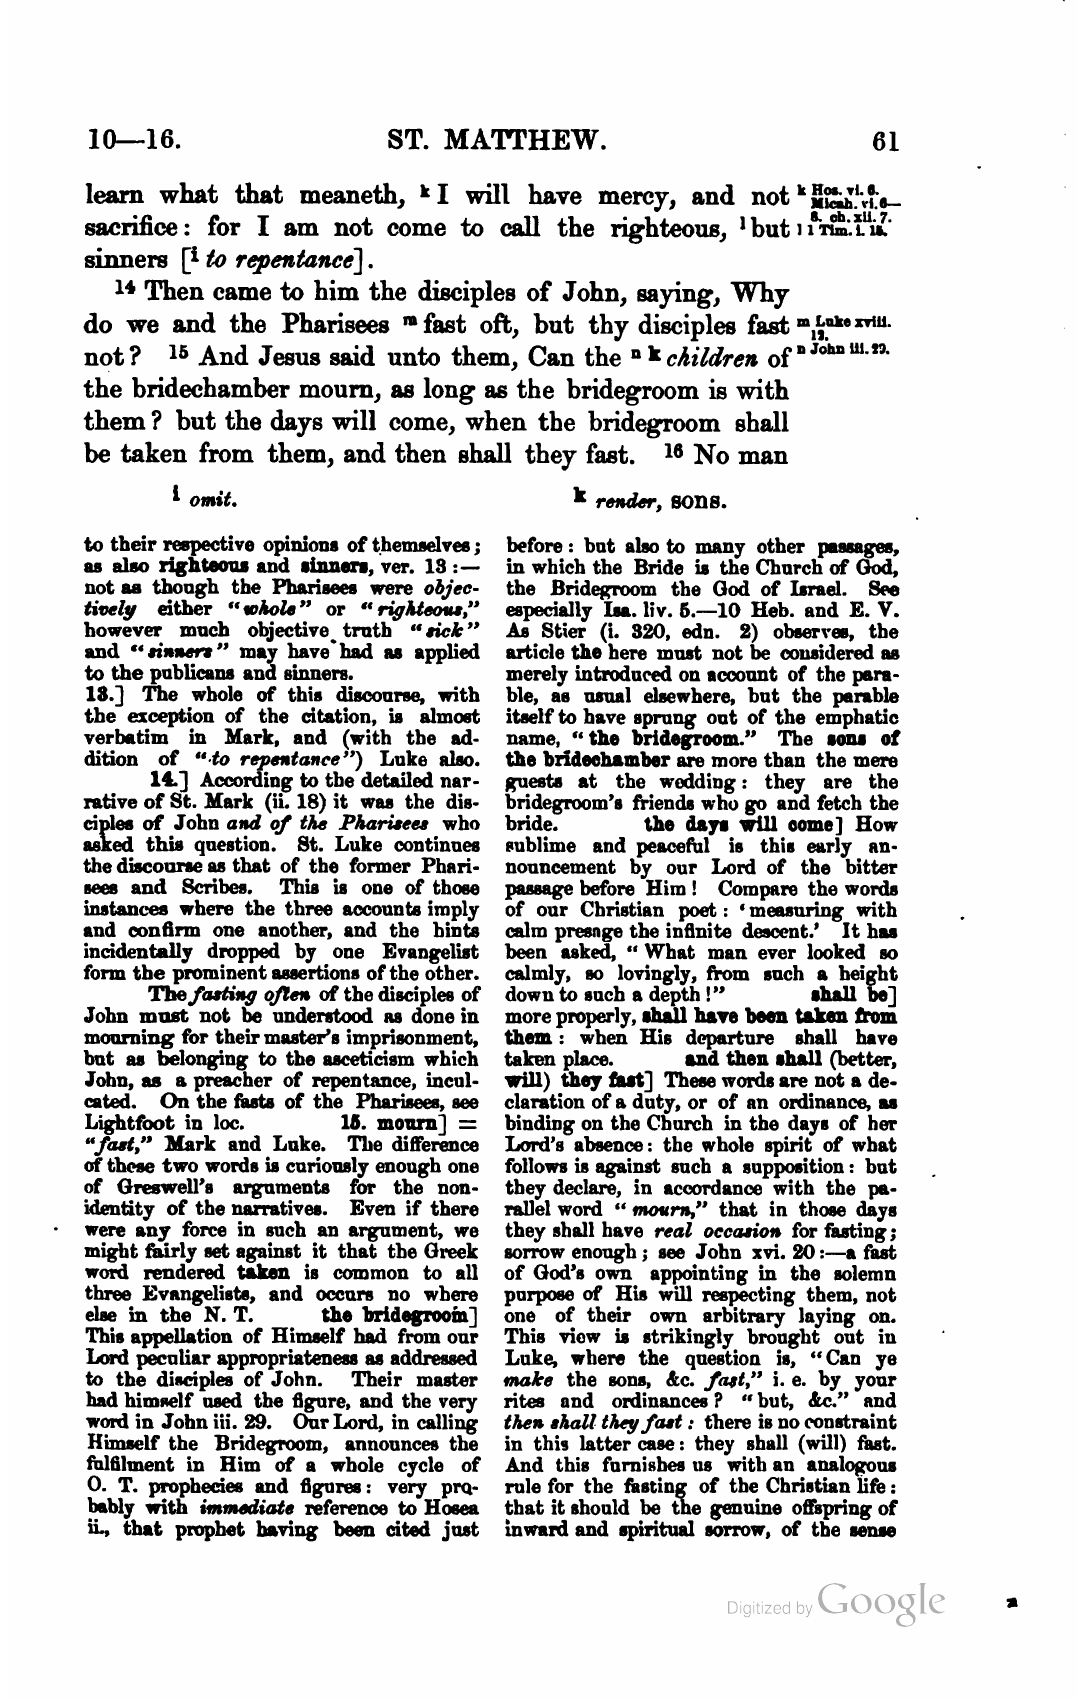 10—16. ST. MATTHEW. 61
learn what that meaneth, k I will have mercy, and not
sacrifice: for I am not come to call the righteous, l but
sinners [i to repentance].
14 Then came to him the disciples of John, saying, Why
do we and the Pharisees m fast oft, but thy disciples fast
not? 15 And Jesus said unto them, Can the n k children of
the bridechamber mourn, as long as the bridegroom is with
them? but the days will come, when the bridegroom shall
be taken from them, and then shall they fast. 16 No man
k Hos. vi. 6.
Micah. vi. 6—
8. ch. xii. 7.
l 1 Tim. i. 15.
m Luke xviii.
12.
n John iii. 29.
i omit. k render, sons.
to their respective opinions of themselves;
as also righteous and sinners, ver. 13 :—
not as though the Pharisees were objec-
tively either “whole” or “righteous,”
however much objective truth “sick”
and “sinners” may have had as applied
to the publicans and sinners.
13.] The whole of this discourse, with
the exception of the citation, is almost
verbatim in Mark, and (with the ad-
dition of “to repentance”) Luke also.
14.] According to the detailed nar-
rative of St. Mark (ii. 18) it was the dis-
ciples of John and of the Pharisees who
asked this question. St. Luke continues
the discourse as that of the former Phari-
sees and Scribes. This is one of those
instances where the three accounts imply
and confirm one another, and the hints
incidentally dropped by one Evangelist
form the prominent assertions of the other.
The fasting often of the disciples of
John must not be understood as done in
mourning for their master's imprisonment,
but as belonging to the asceticism which
John, as a preacher of repentance, incul-
cated. On the fasts of the Pharisees, see
Lightfoot in loc. 15. mourn] =
“fast,” Mark and Luke. The difference
of these two words is curiously enough one
of Greswell's arguments for the non-
identity of the narratives. Even if there
were any force in such an argument, we
might fairly set against it that the Greek
word rendered taken is common to all
three Evangelists, and occurs no where
else in the N. T. the bridegroom]
This appellation of Himself had from our
Lord peculiar appropriateness as addressed
to the disciples of John. Their master
had himself used the figure, and the very
word in John iii. 29. Our Lord, in calling
Himself the Bridegroom, announces the
fulfilment in Him of a whole cycle of
O. T. prophecies and figures: very pro-
bably with immediate reference to Hosea
ii., that prophet having been cited just
before: but also to many other passages,
in which the Bride is the Church of God,
the Bridegroom the God of Israel. See
especially Isa. liv. 5.—10 Heb. and E. V.
As Stier (i. 320, edn. 2) observes, the
article the here must not be considered as
merely introduced on account of the para-
ble, as usual elsewhere, but the parable
itself to have sprung out of the emphatic
name, “the bridegroom.” The sons of
the bridechamber are more than the mere
guests at the wedding: they are the
bridegroom's friends who go and fetch the
bride. the days will come] How
sublime and peaceful is this early an-
nouncement by our Lord of the bitter
passage before Him! Compare the words
of our Christian poet: ‘measuring with
calm presage the infinite descent.’ It has
been asked, “What man ever looked so
calmly, so lovingly, from such a height
down to such a depth!” shall be]
more properly, shall have been taken from
them: when His departure shall have
taken place. and then shall (better,
will) they fast] These words are not a de-
claration of a duty, or of an ordinance, as
binding on the Church in the days of her
Lord's absence: the whole spirit of what
follows is against such a supposition: but
they declare, in accordance with the pa-
rallel word “mourn,” that in those days
they shall have real occasion for fasting;
sorrow enough; see John xvi. 20:—a fast
of God's own appointing in the solemn
purpose of His will respecting them, not
one of their own arbitrary laying on.
This view is strikingly brought out in
Luke, where the question is, “Can ye
make the sons, &c. fast,” i. e. by your
rites and ordinances? “but, &c.” and
then shall they fast: there is no constraint
in this latter case: they shall (will) fast.
And this furnishes us with an analogous
rule for the fasting of the Christian life:
that it should be the genuine offspring of
inward and spiritual sorrow, of the sense
Digitized by Google